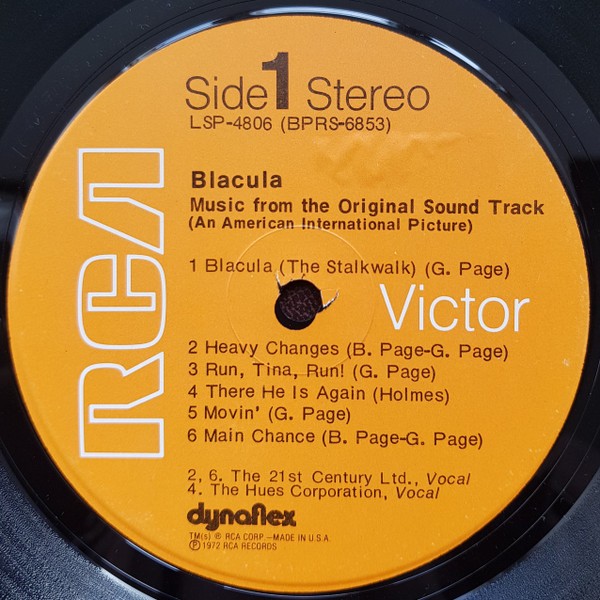 Side 1 Stereo
LSP-4806 (BPRS-6853)
RCA
Blacula
Music from the Original Sound Track
(An American International Picture)
1 Blacula (The Stalkwalk) (G. Page)
Victor
2 Heavy Changes (B. Page-G. Page)
3 Run, Tina, Run! (G. Page)
4 There He Is Again (Holmes)
5 Movin' (G. Page)
6 Main Chance (B. Page-G. Page)
2, 6. The 21st Century Ltd., Vocal
4. The Hues Corporation, Vocal
dynaflex
TM(s) ® RCA CORP.-MADE IN U.S.A.
Ⓟ 1972 RCA RECORDS